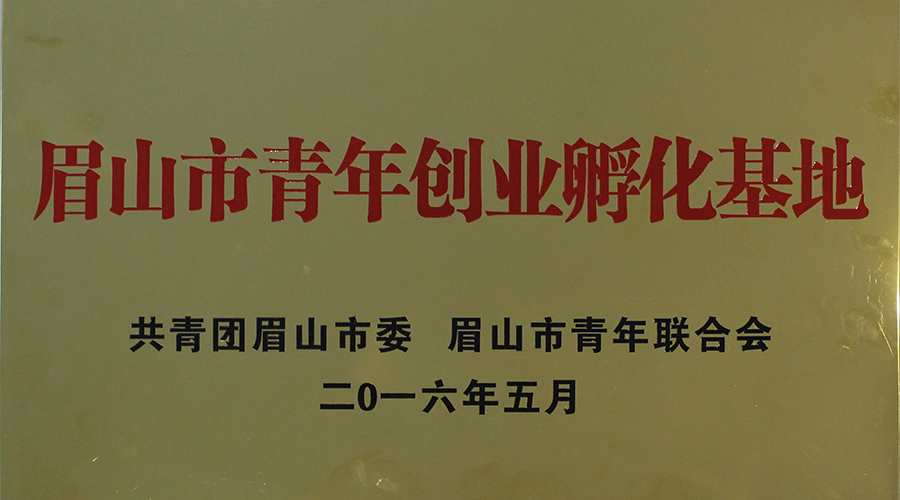 眉山市青年创业孵化基地
共青团眉山市委 眉山市青年联合会
二0一六年五月